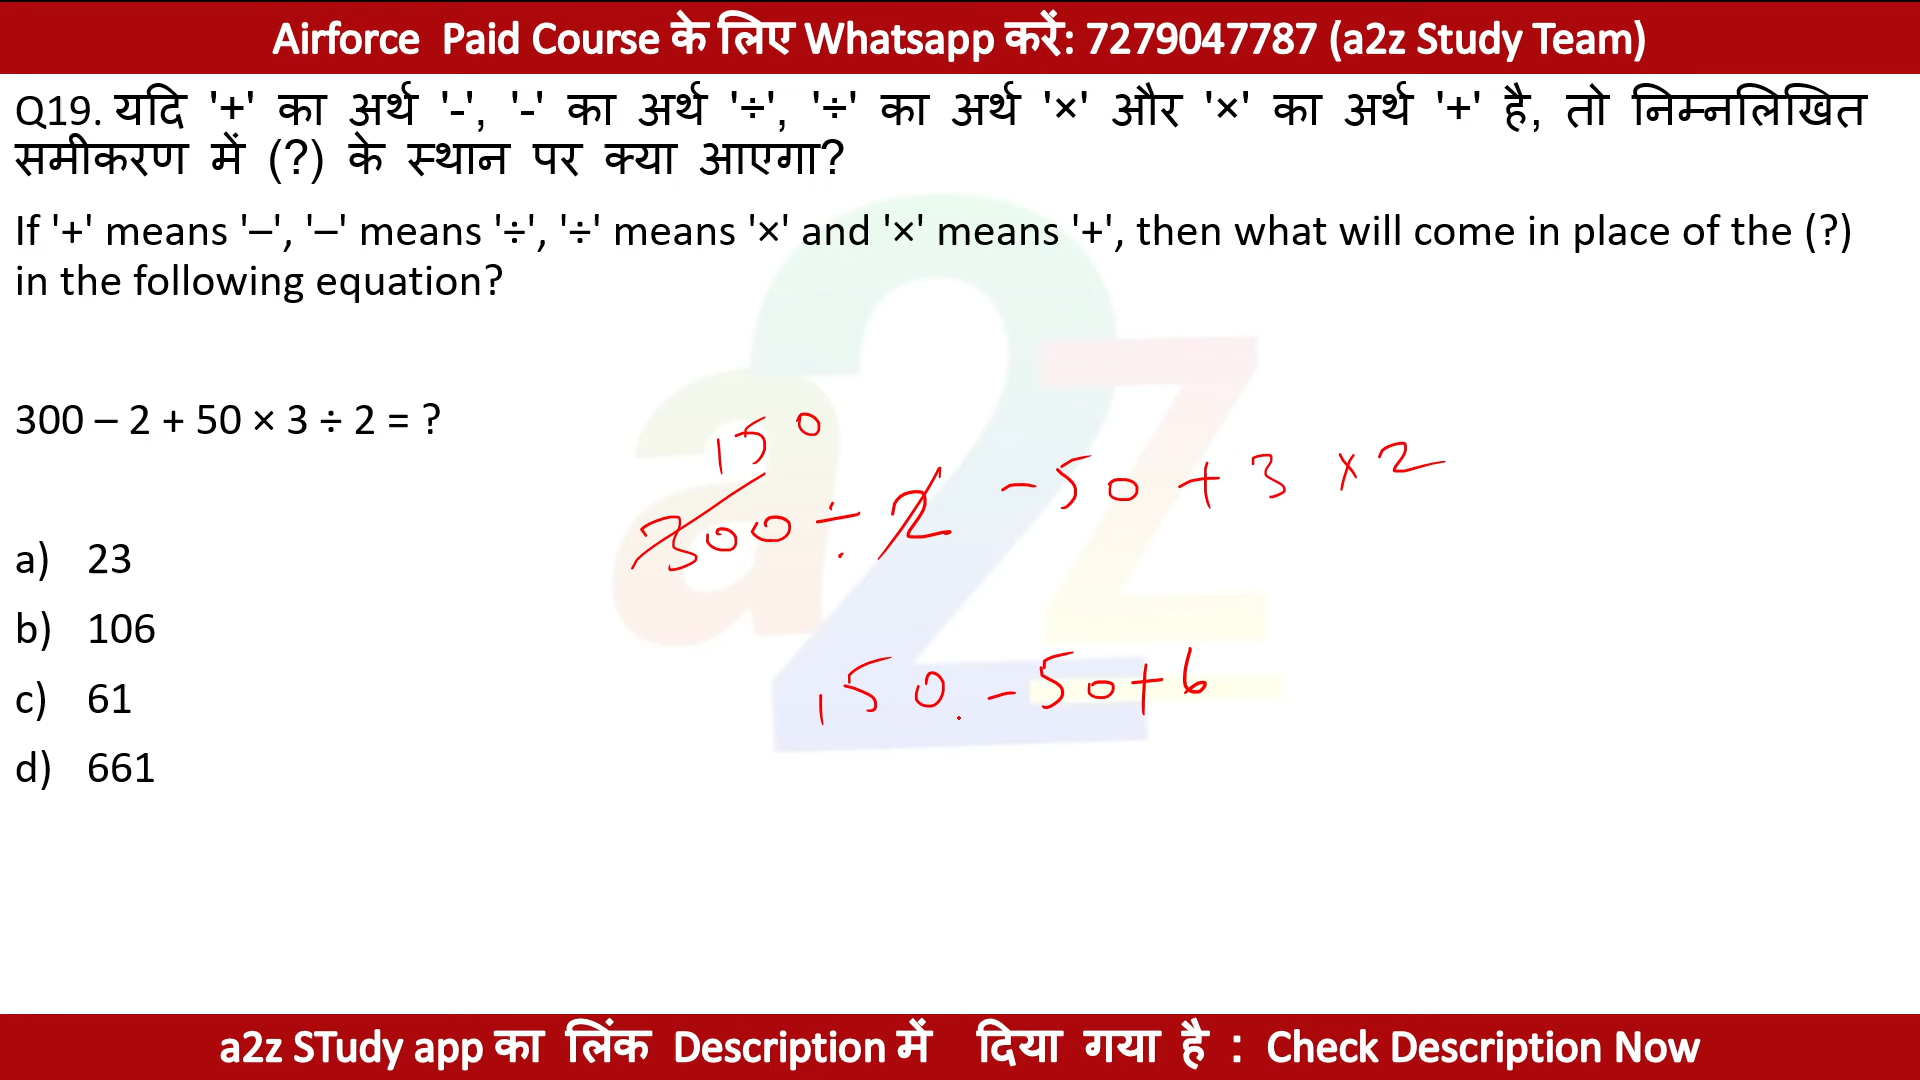 Airforce Paid Course के लिए Whatsapp करें: 7279047787 (a2z Study Team)
Q19. यदि '+' का अर्थ '-', '-' का अर्थ '÷', '÷' का अर्थ '×' और '×' का अर्थ '+' है, तो निम्नलिखित
समीकरण में (?) के स्थान पर क्या आएगा?
If '+' means '–', '–' means '÷', '÷' means '×' and '×' means '+', then what will come in place of the (?)
in the following equation?
300 – 2 + 50 × 3 ÷ 2 = ?
150
300 ÷ 2 - 50 + 3 × 2
a) 23
b) 106
150 - 50 + 6
c) 61
d) 661
a2z
a2z STudy app का लिंक Description में दिया गया है : Check Description Now